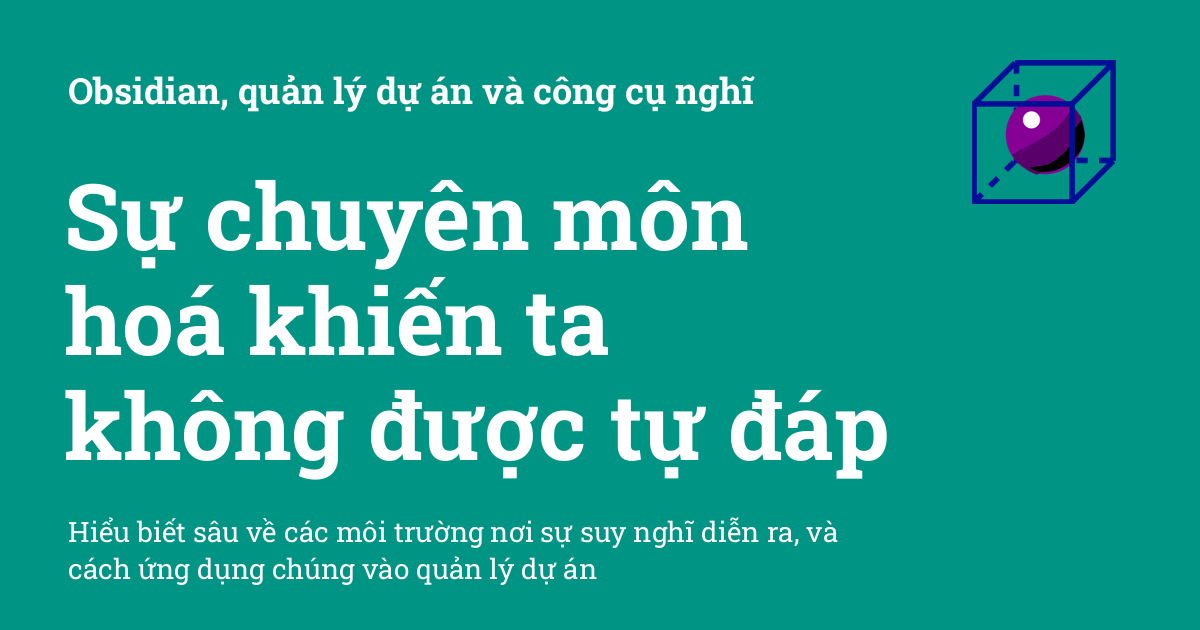 Obsidian, quản lý dự án và công cụ nghĩ
Sự chuyên môn
hoá khiến ta
không được tự đáp
Hiểu biết sâu về các môi trường nơi sự suy nghĩ diễn ra, và
cách ứng dụng chúng vào quản lý dự án